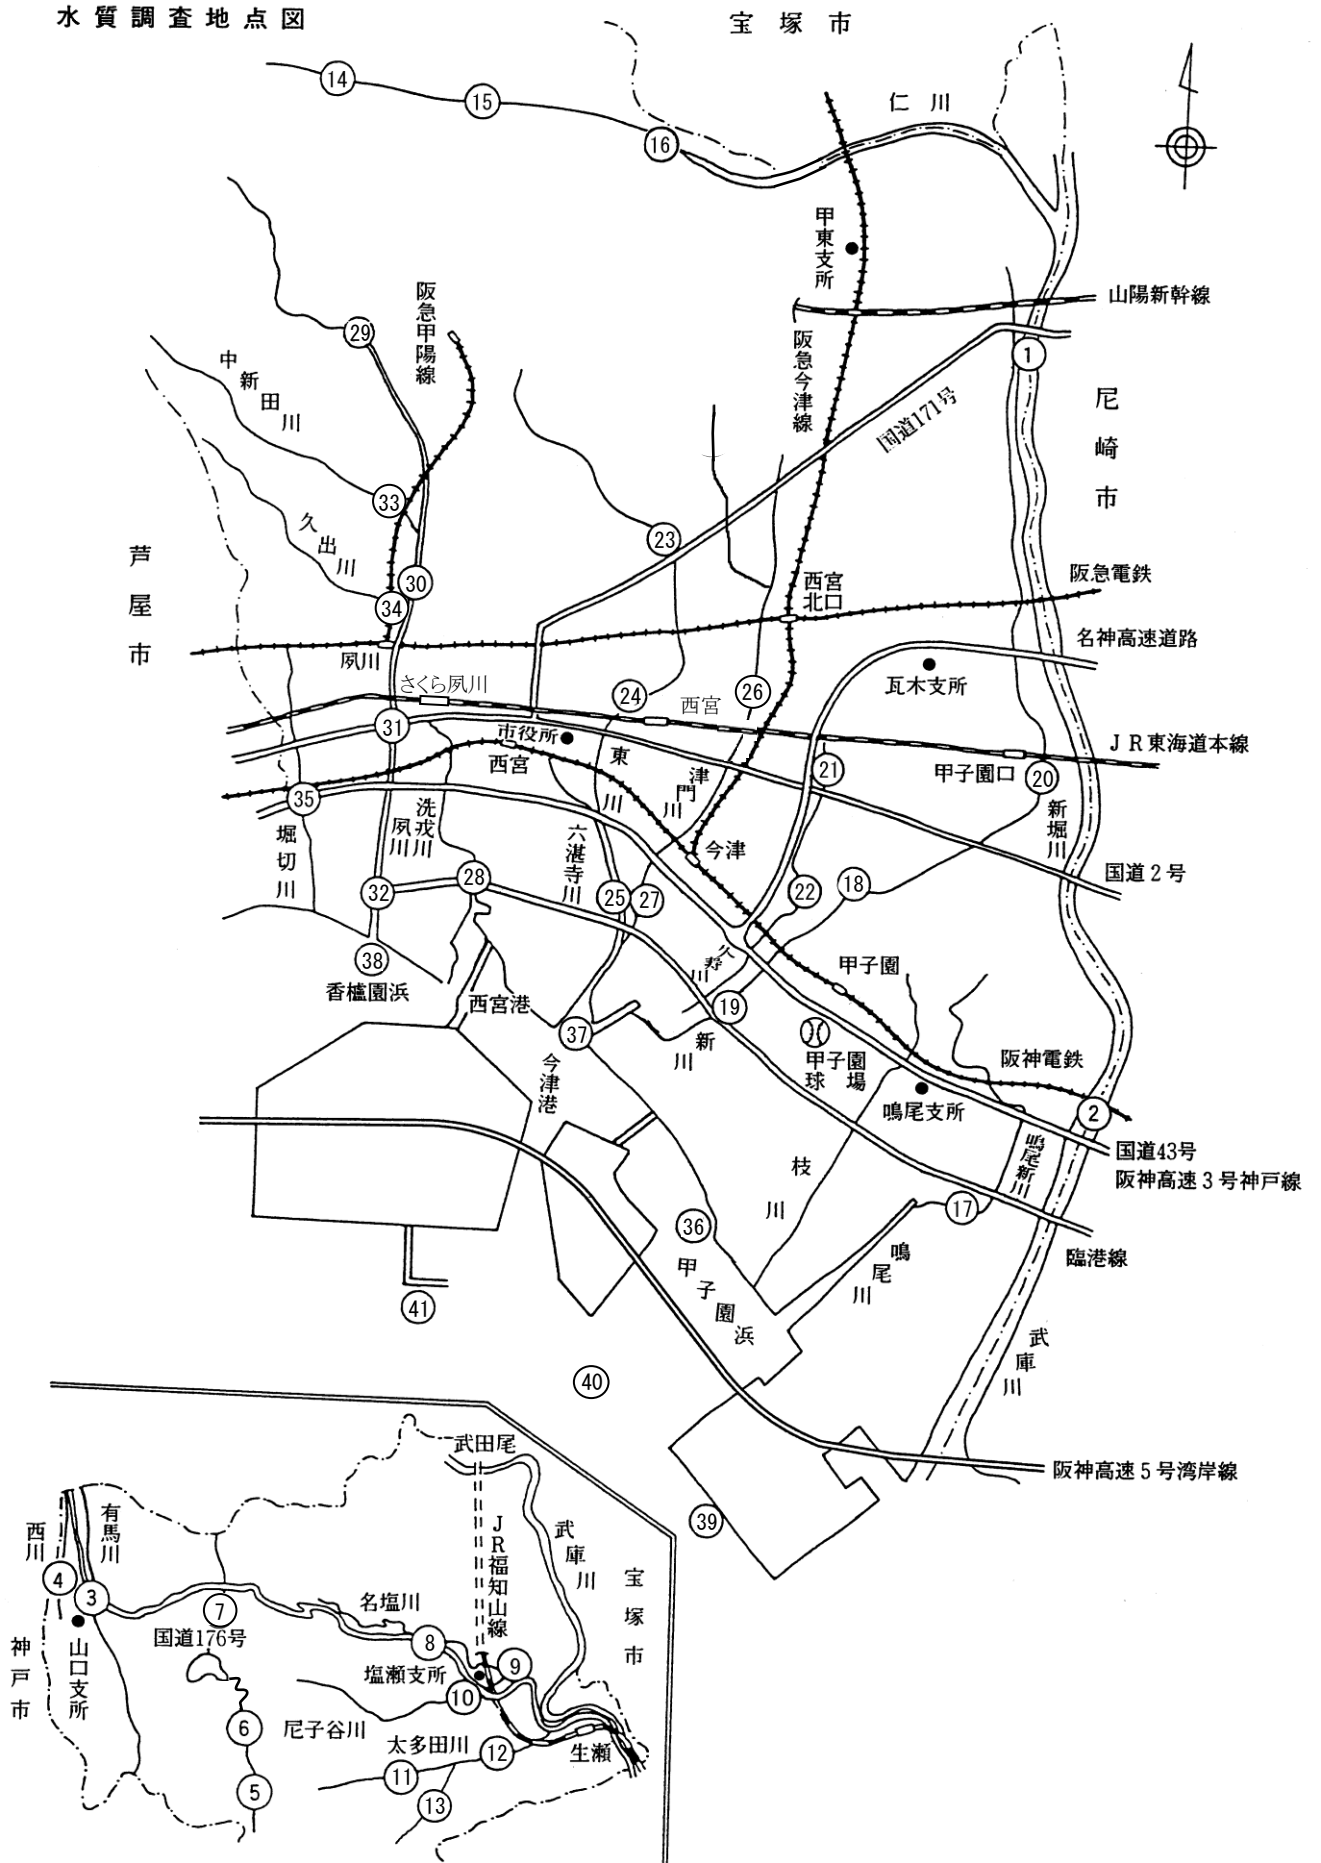 水質調査地点図
宝塚市
14
15
16
仁川
甲東支所
山陽新幹線
阪急甲陽線
29
中新田川
阪急今津線
1
国道171号
尼崎市
33
久出川
23
芦屋市
30
34
西宮北口
阪急電鉄
夙川
名神高速道路
瓦木支所
さくら夙川
24
西宮
26
31
市役所
JR東海道本線
西宮
東川
津門川
21
甲子園口
20
35
堀切川
夙川
洗戎川
六湛寺川
今津
新堀川
国道2号
32
28
25
27
22
18
38
香櫨園浜
西宮港
久寿川
甲子園
19
37
新川
甲子園球場
今津港
阪神電鉄
鳴尾支所
2
国道43号
阪神高速3号神戸線
鳴尾新川
枝川
17
36
臨港線
甲子園浜
鳴尾川
41
武庫川
40
阪神高速5号湾岸線
39
武田尾
有馬川
西川
JR福知山線
武庫川
宝塚市
4
3
7
名塩川
国道176号
8
塩瀬支所
9
10
神戸市
山口支所
6
尼子谷川
太多田川
12
生瀬
5
11
13